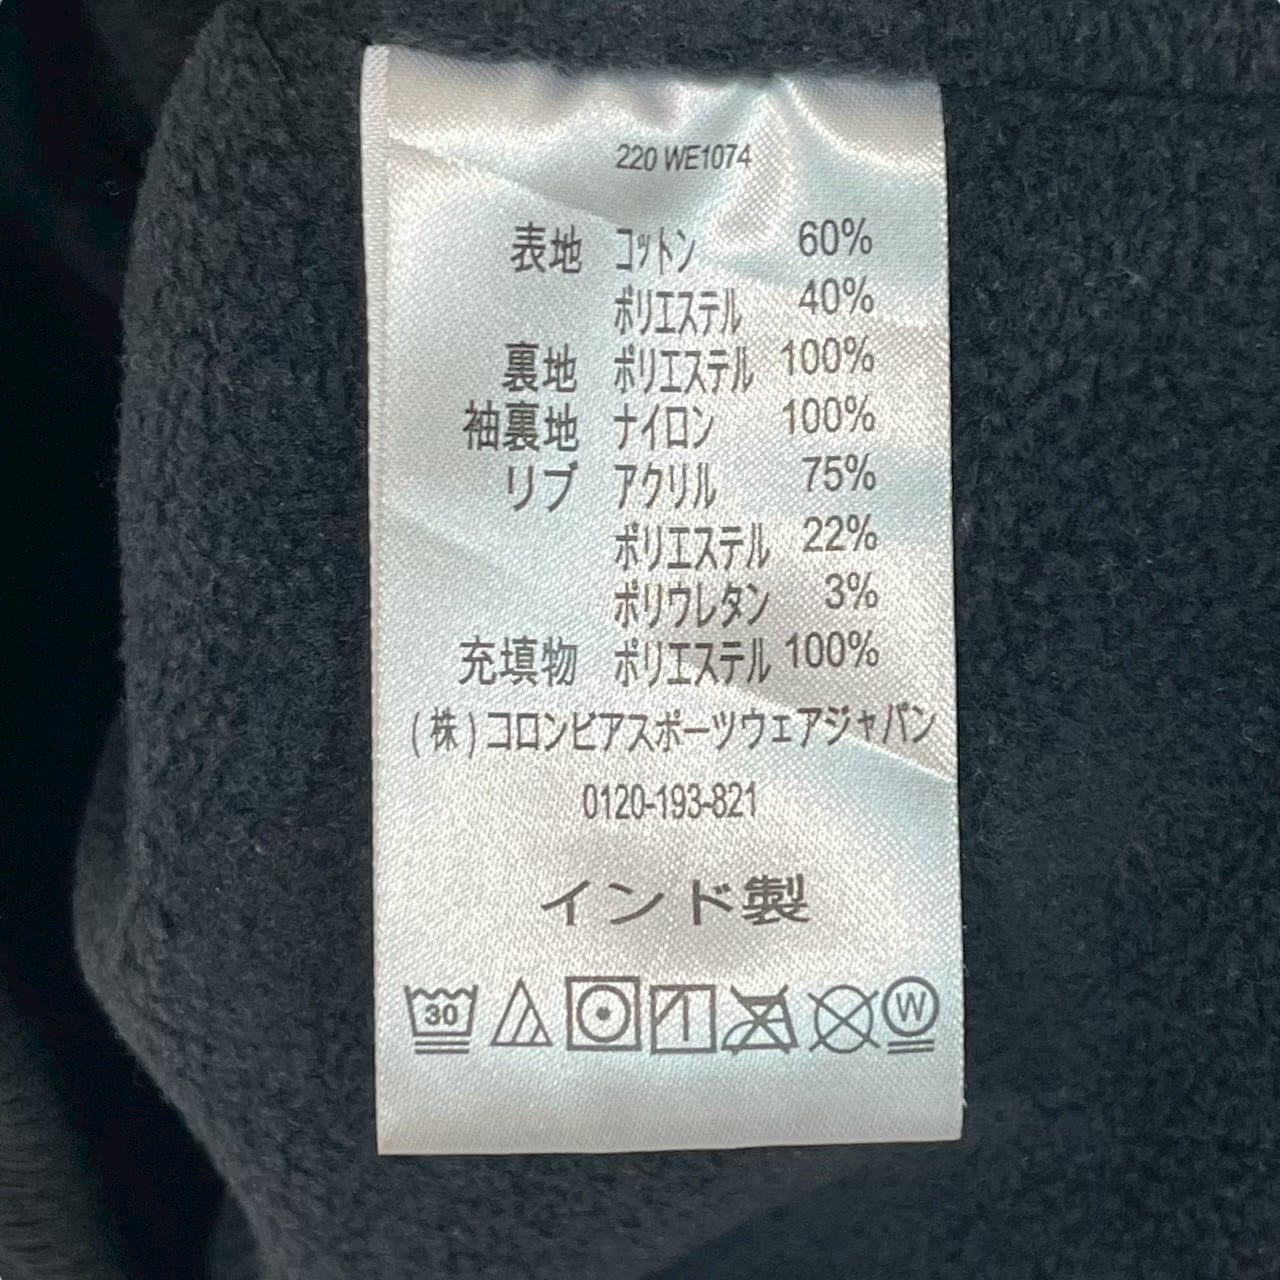 220 WE1074
表地 コットン 60%
ポリエステル 40%
裏地 ポリエステル 100%
袖裏地 ナイロン 100%
リブ アクリル 75%
ポリエステル 22%
ポリウレタン 3%
充填物 ポリエステル 100%
(株)コロンビアスポーツウェアジャパン
0120-193-821
インド製
30 W